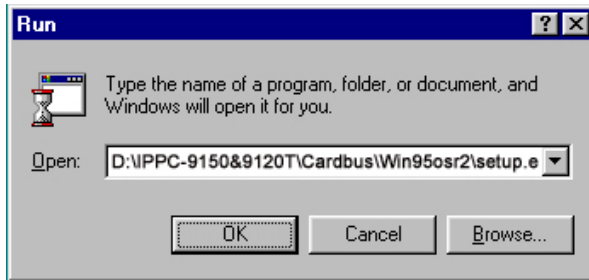 Run
Type the name of a program, folder, or document, and
Windows will open it for you.
Open: D:\IPPC-9150&9120T\Cardbus\Win95osr2\setup.e
OK Cancel Browse...